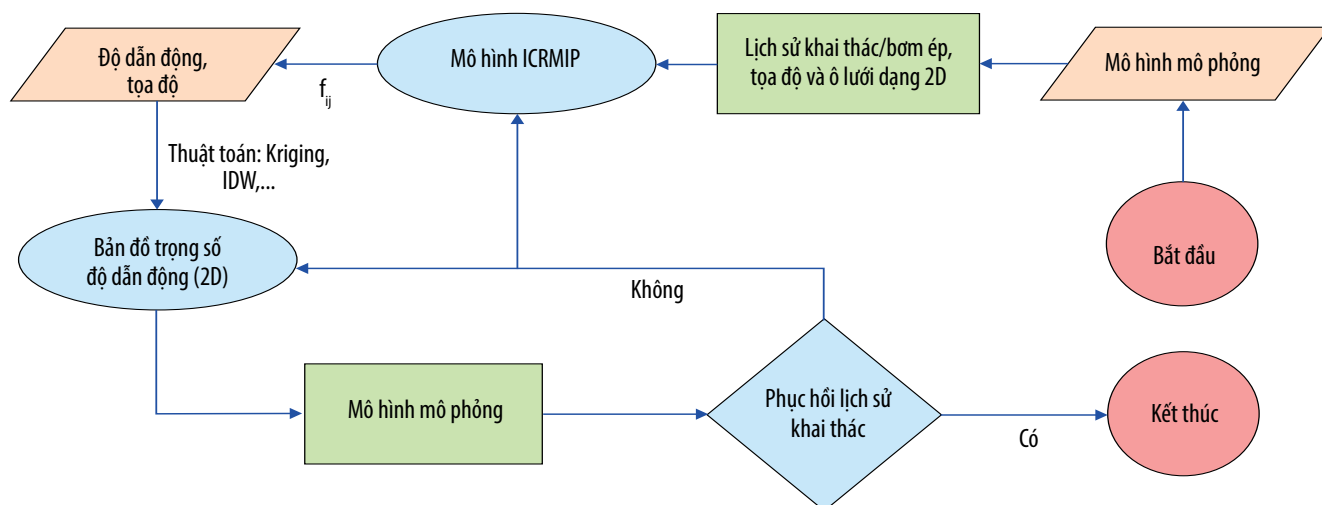 Độ dẫn động,
tọa độ
Mô hình ICRMIP
Lịch sử khai thác/bơm ép,
tọa độ và ô lưới dạng 2D
Mô hình mô phỏng
f_ij
Thuật toán: Kriging,
IDW,...
Bản đồ trọng số
độ dẫn động (2D)
Bắt đầu
Không
Mô hình mô phỏng
Phục hồi lịch sử
khai thác
Có
Kết thúc